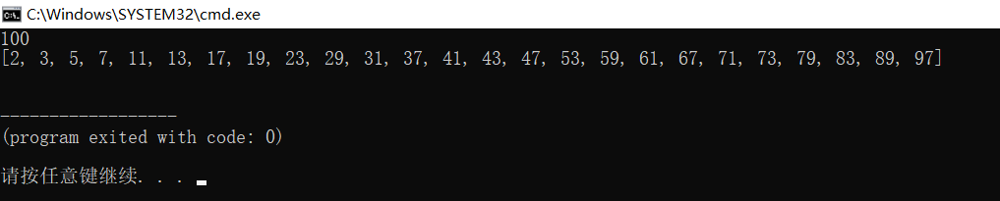 C:\Windows\SYSTEM32\cmd.exe
100
[2, 3, 5, 7, 11, 13, 17, 19, 23, 29, 31, 37, 41, 43, 47, 53, 59, 61, 67, 71, 73, 79, 83, 89, 97]
------------------
(program exited with code: 0)
请按任意键继续. . .